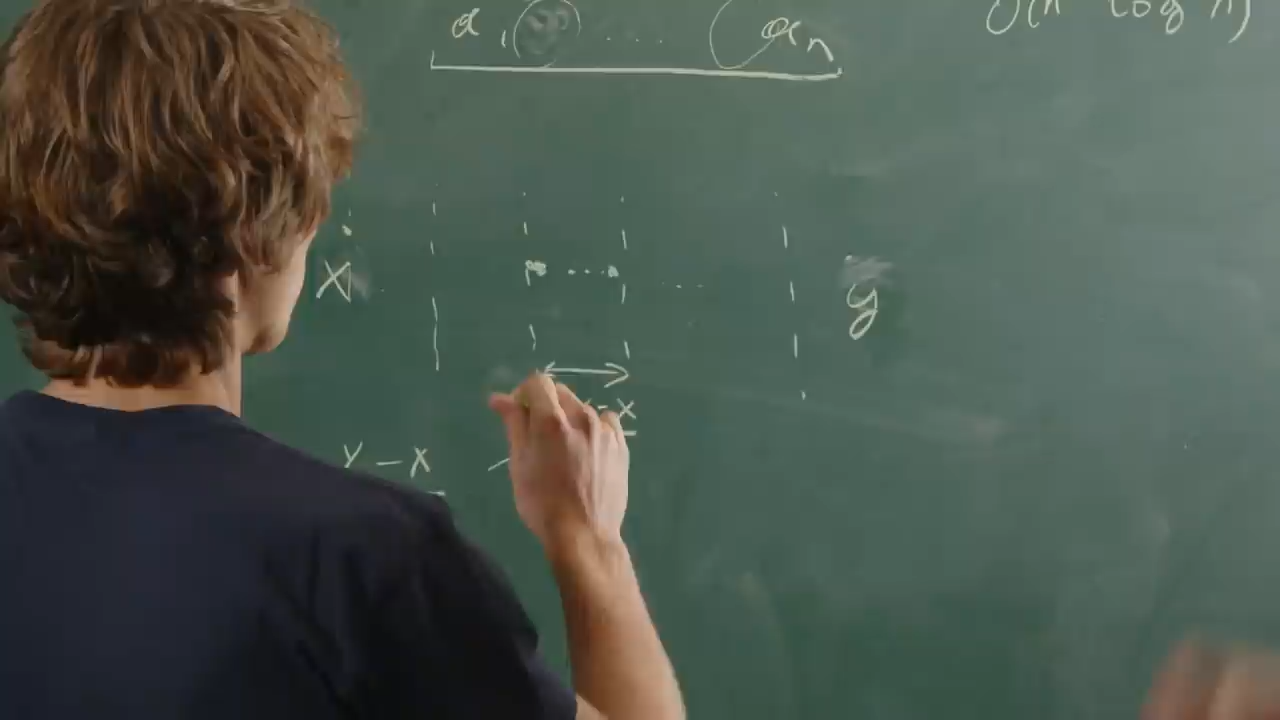 a₁ .... aₙ
O(n log n)
x ..... y
- x
y - x